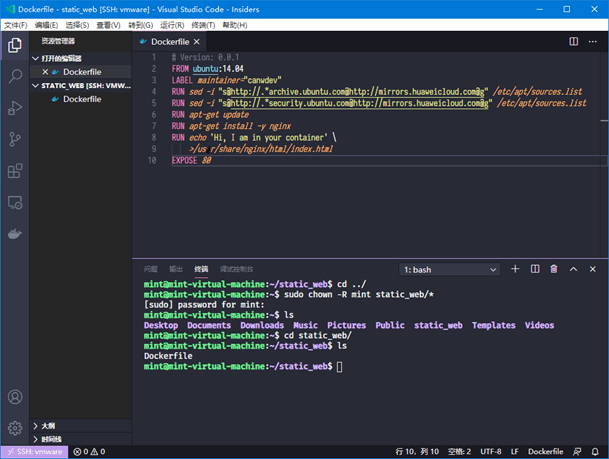 Dockerfile - static_web [SSH: vmware] - Visual Studio Code - Insiders
文件(F) 编辑(E) 选择(S) 查看(V) 转到(G) 运行(R) 终端(T) 帮助(H)
资源管理器
打开的编辑器
Dockerfile
STATIC_WEB [SSH: VMW...
Dockerfile
大纲
时间线
Dockerfile
1 # Version: 0.0.1
2 FROM ubuntu:14.04
3 LABEL maintainer="canwdev"
4 RUN sed -i "s@http://.*archive.ubuntu.com@http://mirrors.huaweicloud.com@g" /etc/apt/sources.list
5 RUN sed -i "s@http://.*security.ubuntu.com@http://mirrors.huaweicloud.com@g" /etc/apt/sources.list
6 RUN apt-get update
7 RUN apt-get install -y nginx
8 RUN echo 'Hi, I am in your container' \
9 >/usr/share/nginx/html/index.html
10 EXPOSE 80
问题 输出 终端 调试控制台 1: bash
mint@mint-virtual-machine:~/static_web$ cd ../
mint@mint-virtual-machine:~$ sudo chown -R mint static_web/*
[sudo] password for mint:
mint@mint-virtual-machine:~$ ls
Desktop Documents Downloads Music Pictures Public static_web Templates Videos
mint@mint-virtual-machine:~$ cd static_web/
mint@mint-virtual-machine:~/static_web$ ls
Dockerfile
mint@mint-virtual-machine:~/static_web$
SSH: vmware 0 0 行 10，列 10 空格: 2 UTF-8 LF Dockerfile